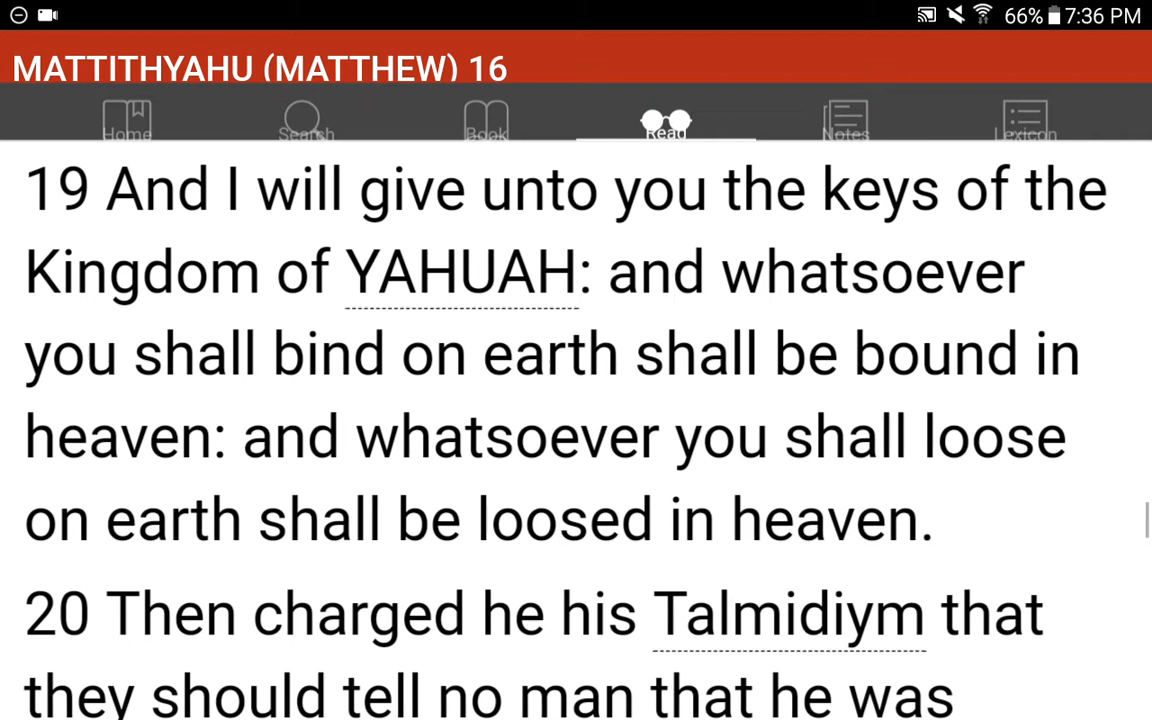 66% 7:36 PM
MATTITHYAHU (MATTHEW) 16
Home Search Book Read Notes Lexicon
19 And I will give unto you the keys of the
Kingdom of YAHUAH: and whatsoever
you shall bind on earth shall be bound in
heaven: and whatsoever you shall loose
on earth shall be loosed in heaven.
20 Then charged he his Talmidiym that
they should tell no man that he was